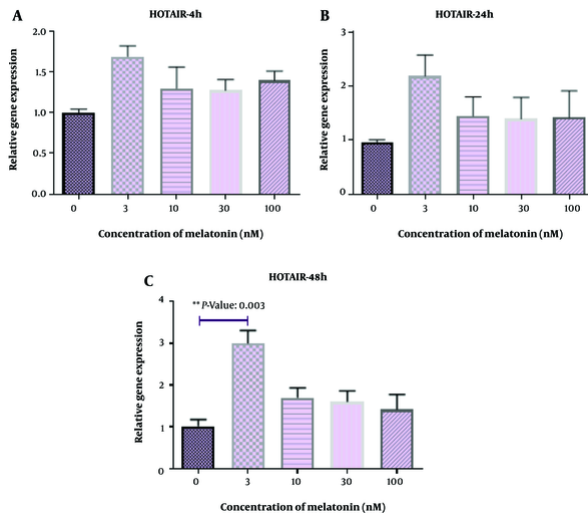 A
HOTAIR-4h
Relative gene expression
2.0
1.5
1.0
0.5
0.0
0 3 10 30 100
Concentration of melatonin (nM)
B
HOTAIR-24h
Relative gene expression
3
2
1
0
0 3 10 30 100
Concentration of melatonin (nM)
C
HOTAIR-48h
** P-Value: 0.003
Relative gene expression
4
3
2
1
0
0 3 10 30 100
Concentration of melatonin (nM)